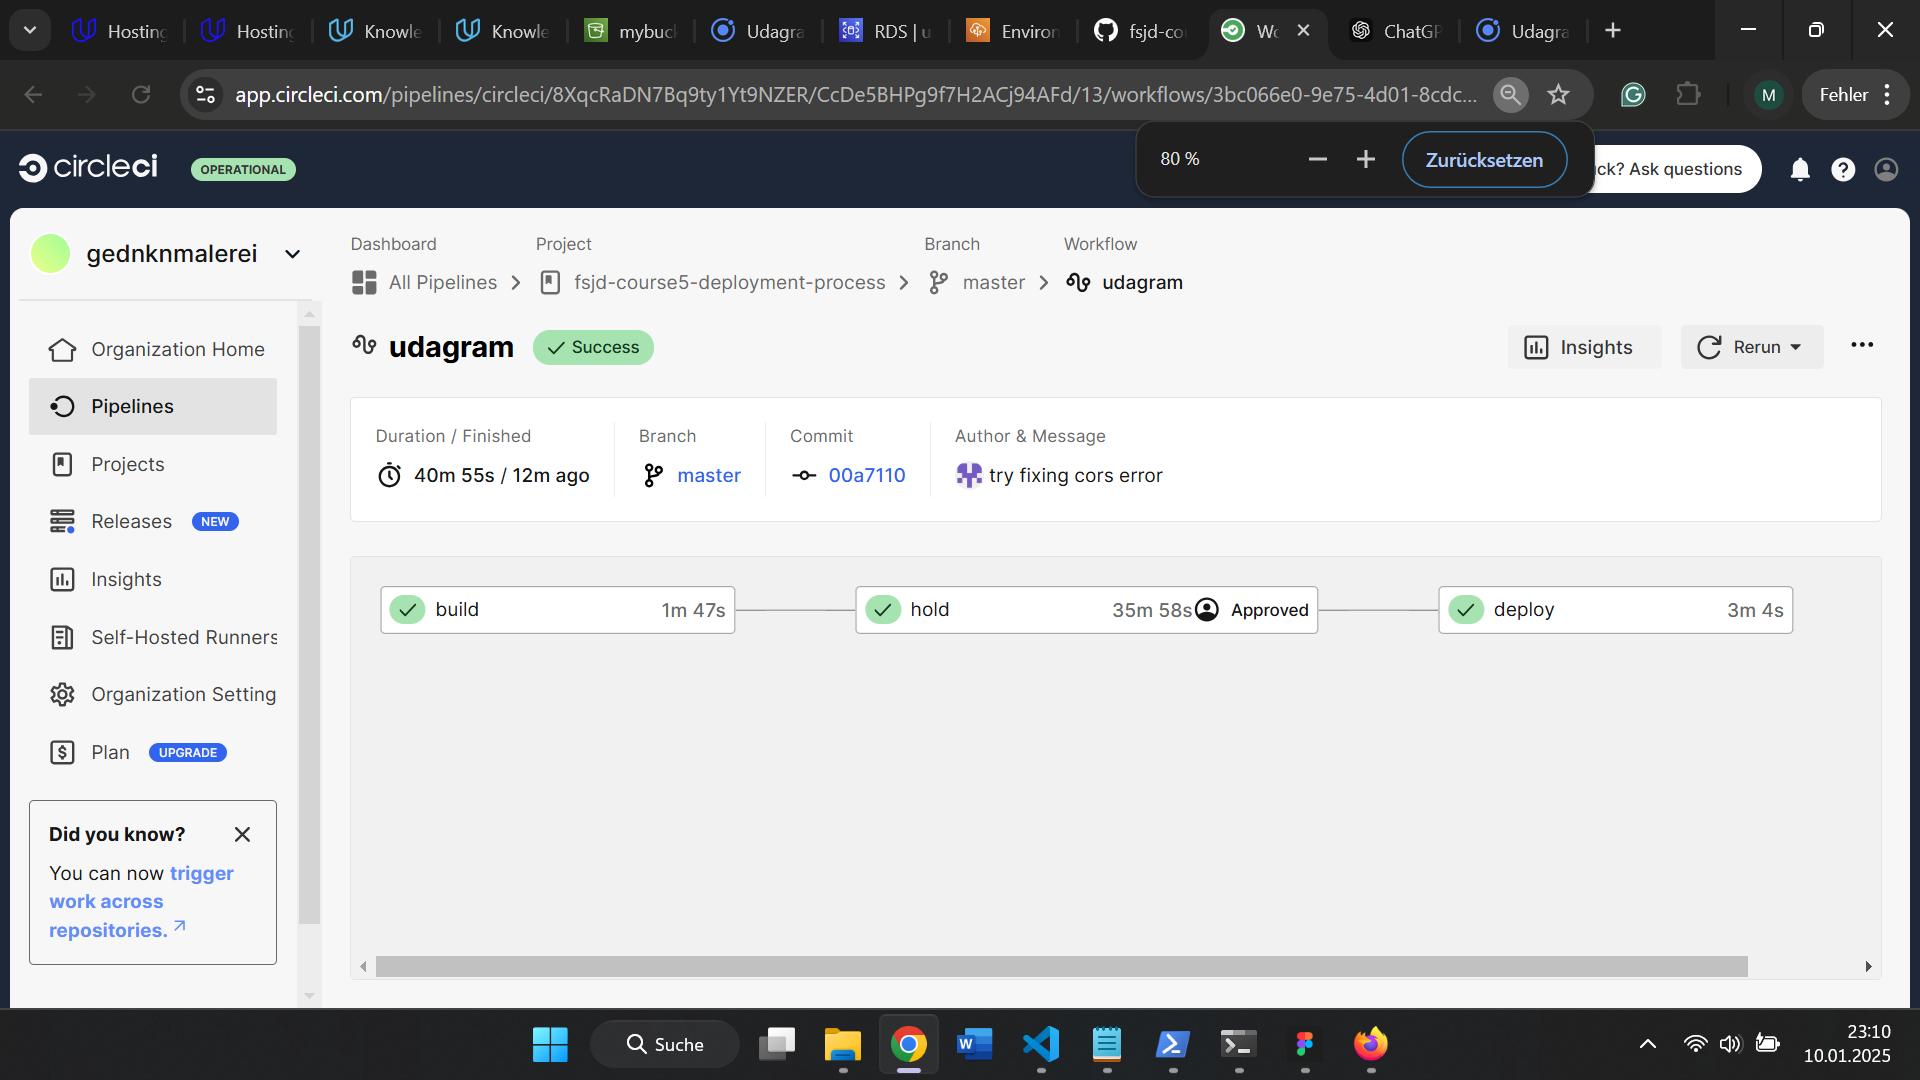 Hosting
Hosting
Knowle
Knowle
mybuck
Udagra
RDS | u
Environ
fsjd-co
Wo
ChatGP
Udagra
app.circleci.com/pipelines/circleci/8XqcRaDN7Bq9ty1Yt9NZER/CcDe5BHPg9f7H2ACj94AFd/13/workflows/3bc066e0-9e75-4d01-8cdc...
M
Fehler
80 %
Zurücksetzen
circleci
OPERATIONAL
ck? Ask questions
gednknmalerei
Organization Home
Pipelines
Projects
Releases NEW
Insights
Self-Hosted Runners
Organization Setting
Plan UPGRADE
Did you know?
You can now trigger
work across
repositories.
Dashboard
Project
Branch
Workflow
All Pipelines
fsjd-course5-deployment-process
master
udagram
udagram
Success
Insights
Rerun
Duration / Finished
Branch
Commit
Author & Message
40m 55s / 12m ago
master
00a7110
try fixing cors error
build 1m 47s
hold 35m 58s Approved
deploy 3m 4s
Suche
23:10
10.01.2025